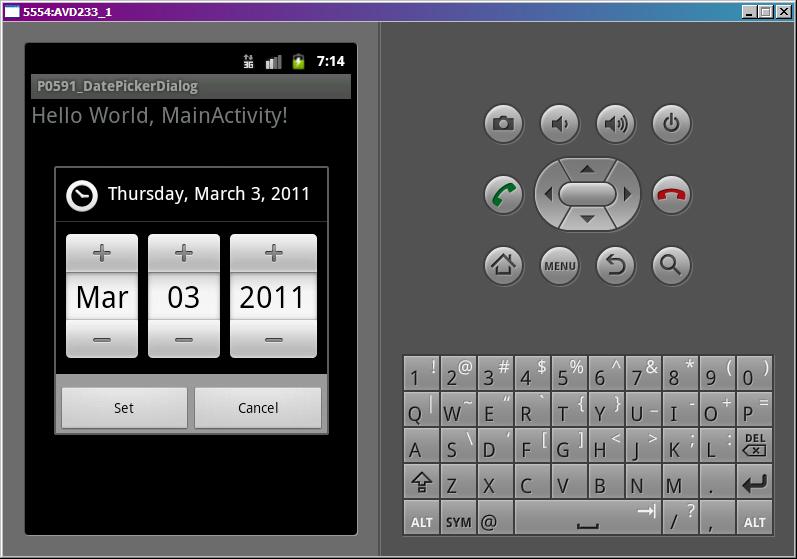 5554:AVD233_1
3G 7:14
P0591_DatePickerDialog
Hello World, MainActivity!
Thursday, March 3, 2011
+ + +
Mar 03 2011
− − −
Set Cancel
MENU
1 ! 2 @ 3 # 4 $ 5 % 6 ^ 7 & 8 * 9 ( 0 )
Q | W ~ E “ R ` T { Y } U _ I - O + P =
A S \ D ‘ F [ G ] H < J > K ; L : DEL
Z X C V B N M .
ALT SYM @ / ? , ALT